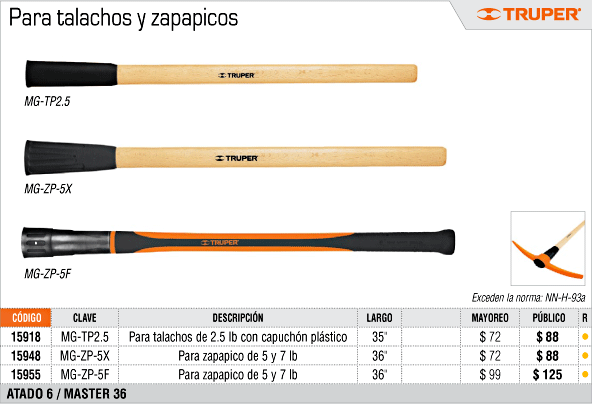 Para talachos y zapapicos
TRUPER
TRUPER
MG-TP2.5
TRUPER
MG-ZP-5X
TRUPER
MG-ZP-5F
Exceden la norma: NN-H-93a
CÓDIGO CLAVE DESCRIPCIÓN LARGO MAYOREO PÚBLICO R
15918 MG-TP2.5 Para talachos de 2.5 lb con capuchón plástico 35" $ 72 $ 88
15948 MG-ZP-5X Para zapapico de 5 y 7 lb 36" $ 72 $ 88
15955 MG-ZP-5F Para zapapico de 5 y 7 lb 36" $ 99 $ 125
ATADO 6 / MASTER 36